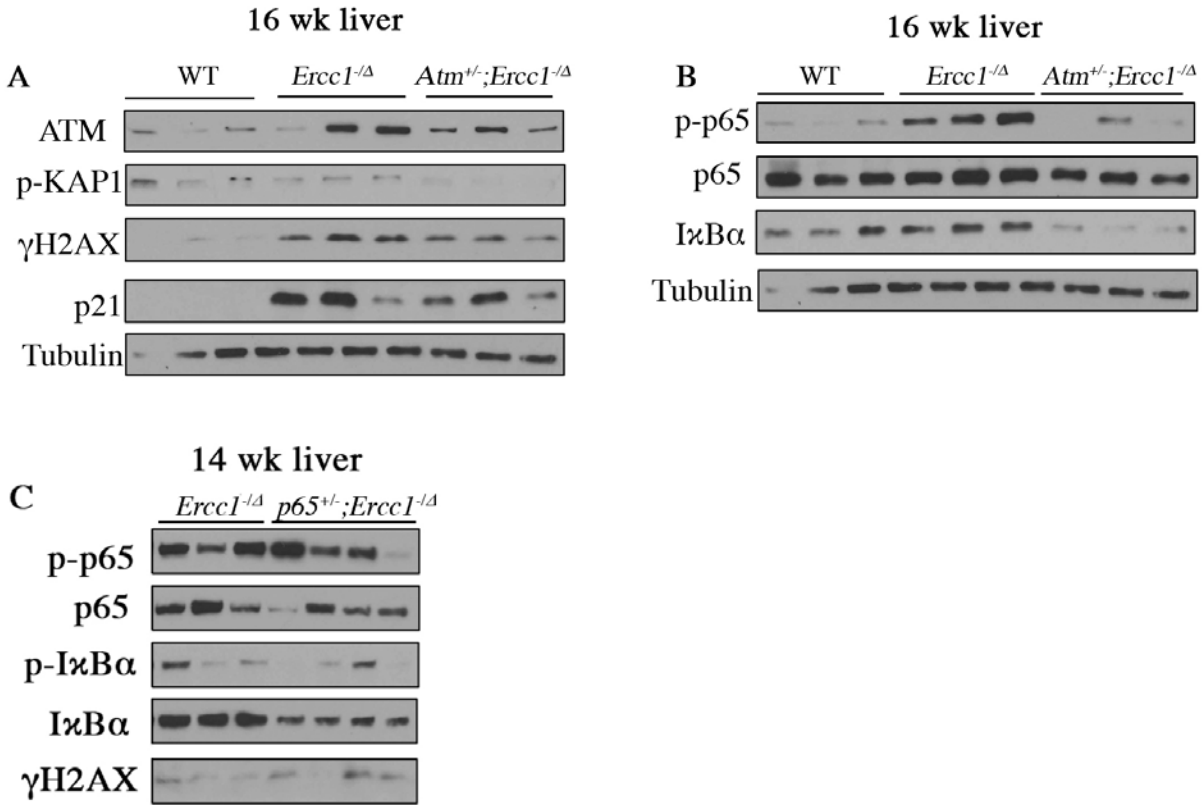 16 wk liver
A
WT Ercc1-/Δ Atm+/-;Ercc1-/Δ
ATM
p-KAP1
γH2AX
p21
Tubulin
16 wk liver
B
WT Ercc1-/Δ Atm+/-;Ercc1-/Δ
p-p65
p65
IϰBα
Tubulin
14 wk liver
C
Ercc1-/Δ p65+/-;Ercc1-/Δ
p-p65
p65
p-IϰBα
IϰBα
γH2AX